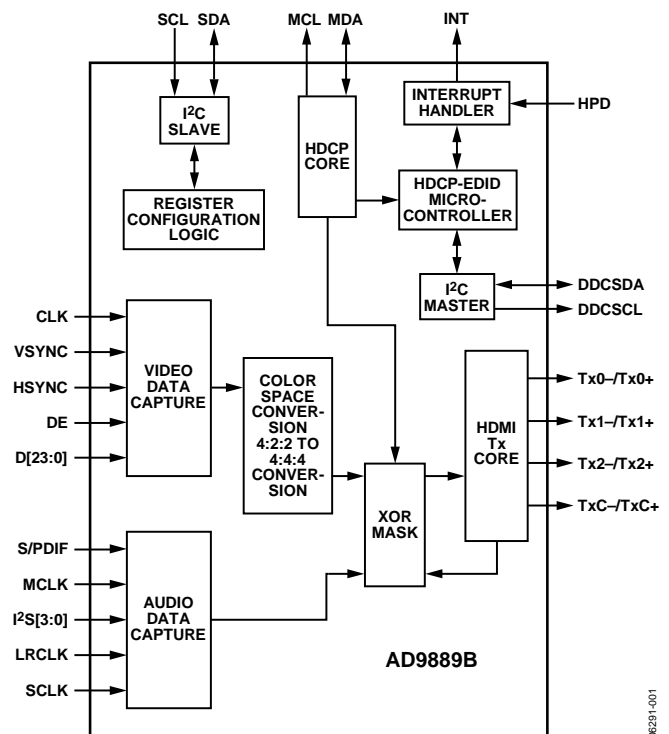 SCL SDA MCL MDA INT
I²C
SLAVE
HDCP
CORE
INTERRUPT
HANDLER
HPD
REGISTER
CONFIGURATION
LOGIC
HDCP-EDID
MICRO-
CONTROLLER
I²C
MASTER
DDCSDA
DDCSCL
CLK
VSYNC
HSYNC
DE
D[23:0]
VIDEO
DATA
CAPTURE
COLOR
SPACE
CONVER-
SION
4:2:2 TO
4:4:4
CONVER-
SION
XOR
MASK
HDMI
Tx
CORE
Tx0–/Tx0+
Tx1–/Tx1+
Tx2–/Tx2+
TxC–/TxC+
S/PDIF
MCLK
I²S[3:0]
LRCLK
SCLK
AUDIO
DATA
CAPTURE
AD9889B
06291-001